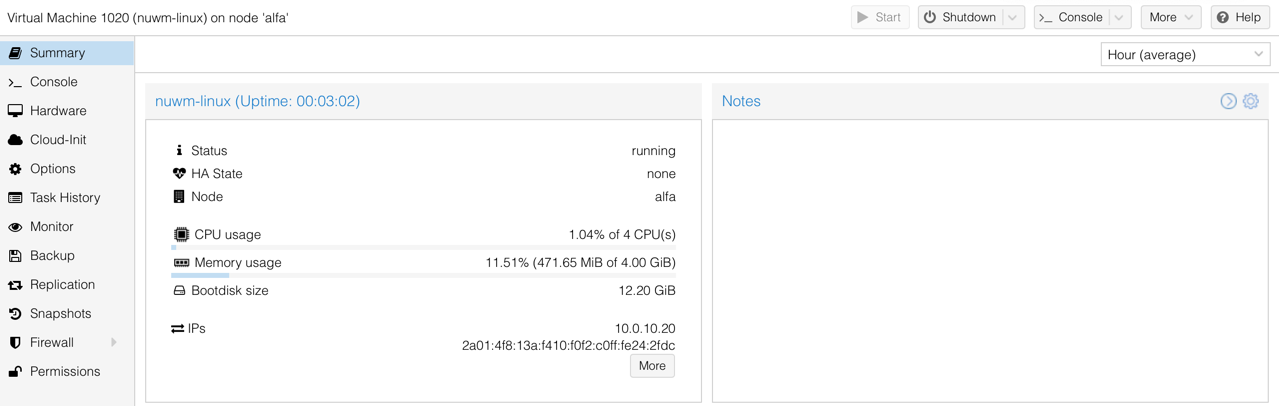 Virtual Machine 1020 (nuwm-linux) on node 'alfa'
Start
Shutdown
Console
More
Help
Summary
Console
Hardware
Cloud-Init
Options
Task History
Monitor
Backup
Replication
Snapshots
Firewall
Permissions
Hour (average)
nuwm-linux (Uptime: 00:03:02)
Status running
HA State none
Node alfa
CPU usage 1.04% of 4 CPU(s)
Memory usage 11.51% (471.65 MiB of 4.00 GiB)
Bootdisk size 12.20 GiB
IPs 10.0.10.20
2a01:4f8:13a:f410:f0f2:c0ff:fe24:2fdc
More
Notes